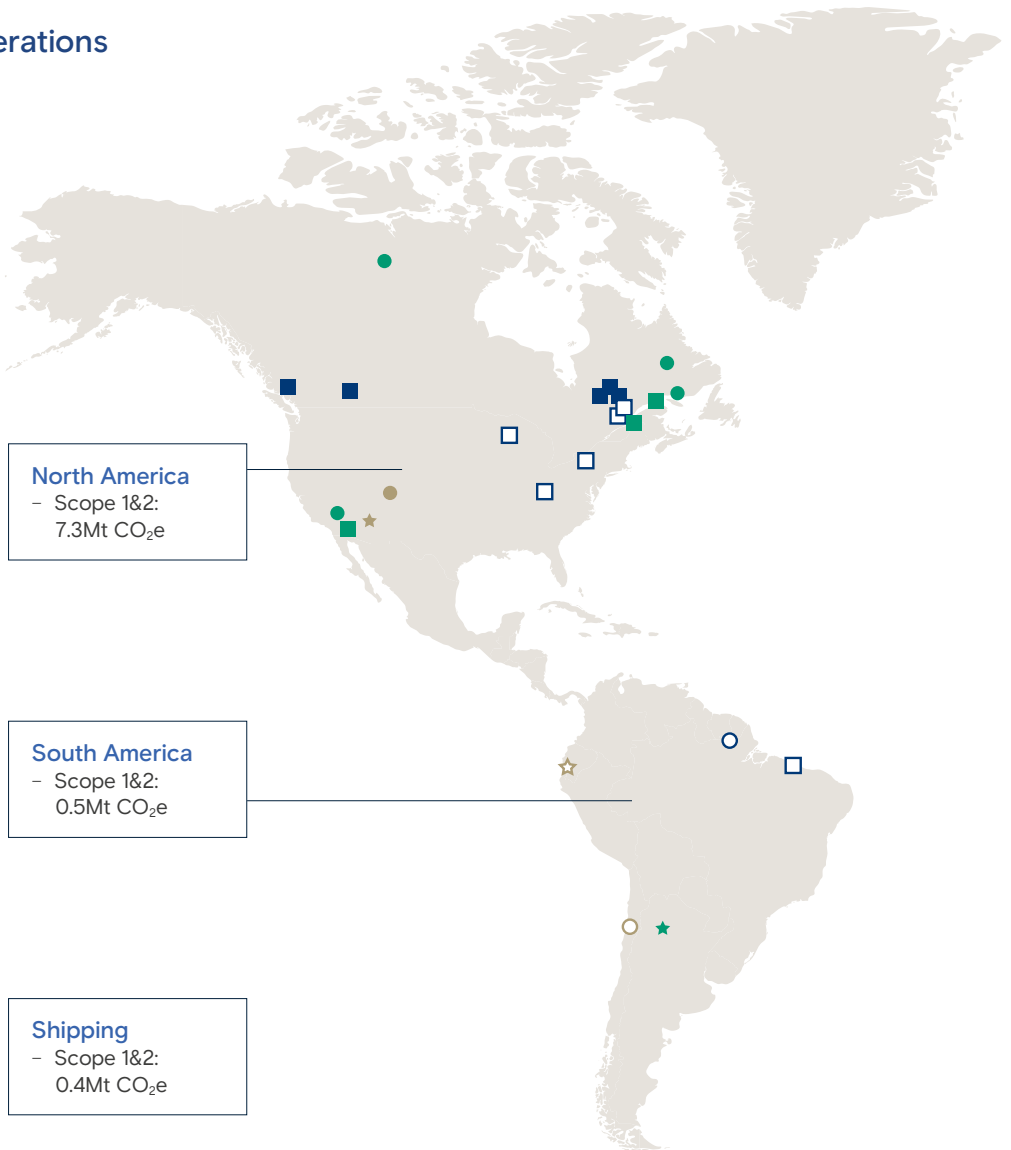 erations
North America
– Scope 1&2:
7.3Mt CO₂e
South America
– Scope 1&2:
0.5Mt CO₂e
Shipping
– Scope 1&2:
0.4Mt CO₂e